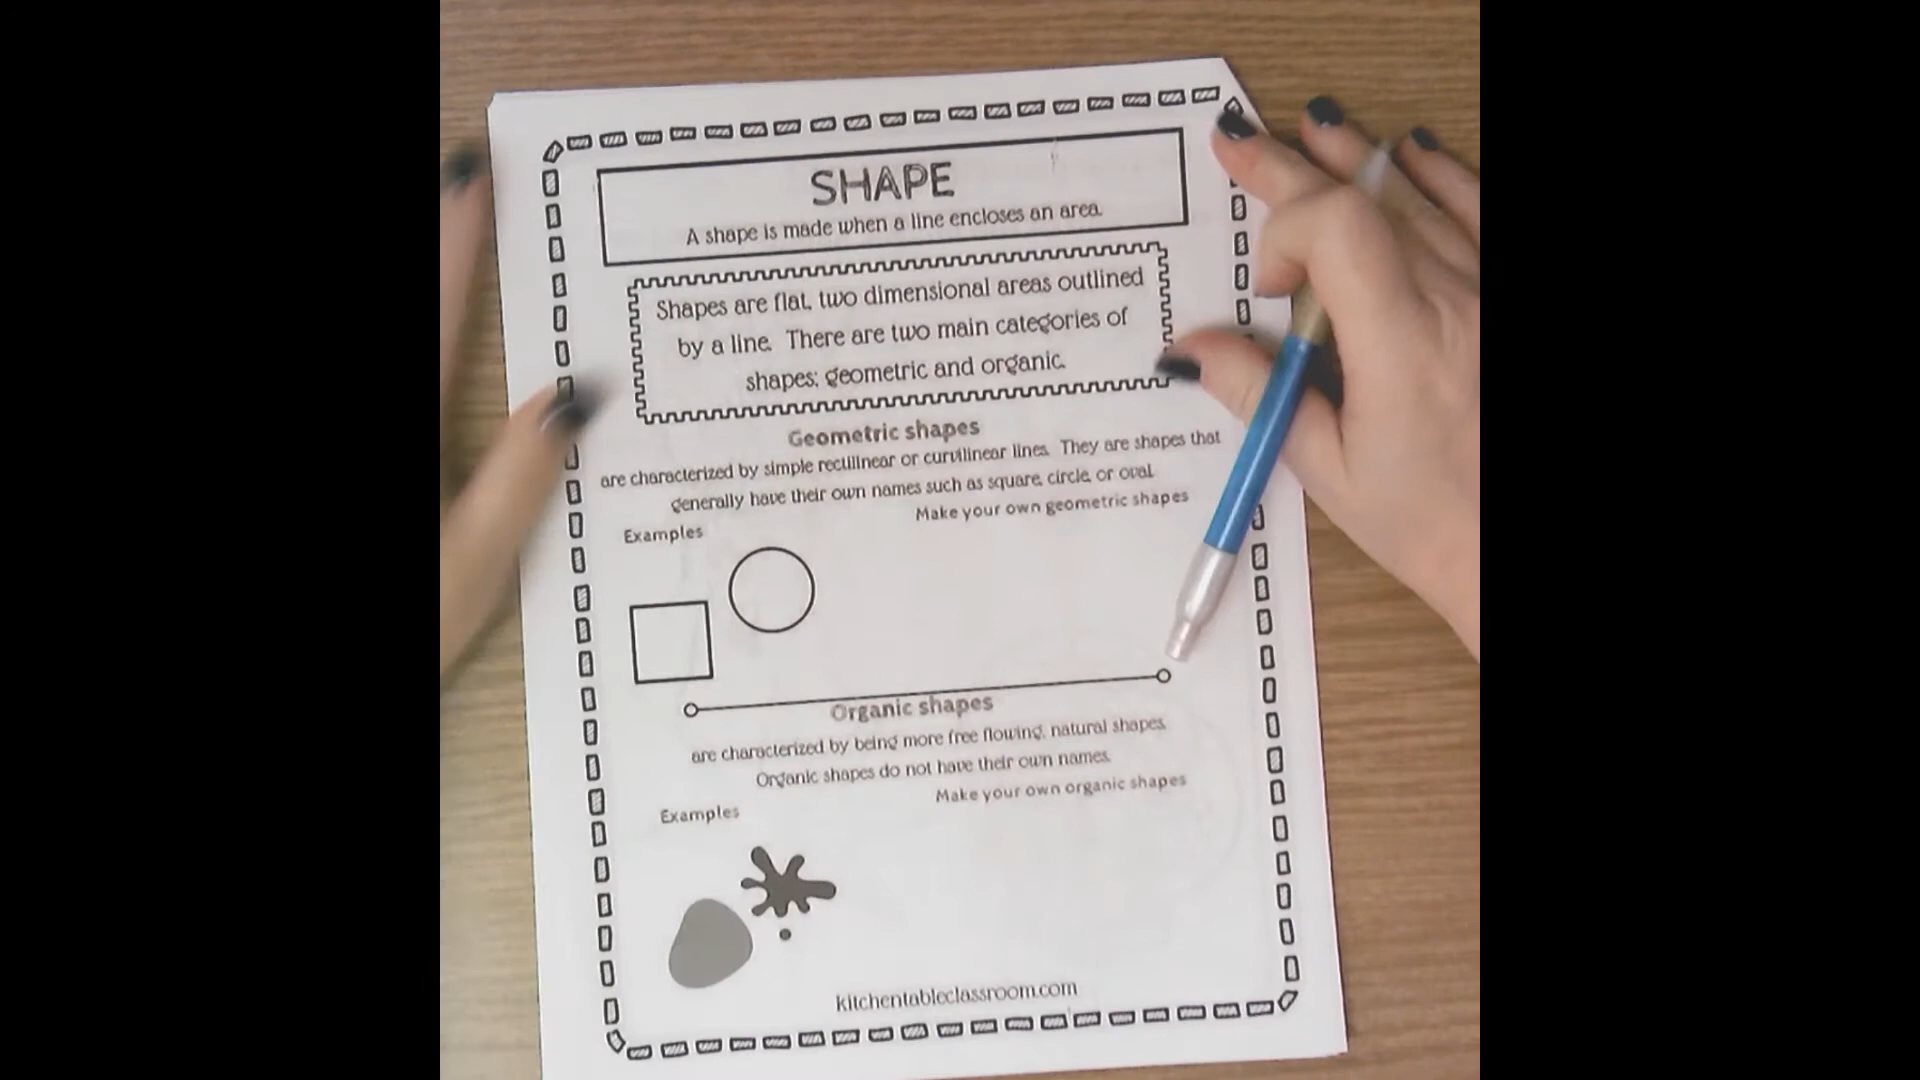 SHAPE
A shape is made when a line encloses an area.
Shapes are flat, two dimensional areas outlined
by a line. There are two main categories of
shapes; geometric and organic.
Geometric shapes
are characterized by simple rectilinear or curvilinear lines. They are shapes that
generally have their own names such as square, circle, or oval.
Examples
Make your own geometric shapes
Organic shapes
are characterized by being more free flowing, natural shapes.
Organic shapes do not have their own names.
Examples
Make your own organic shapes
kitchentableclassroom.com